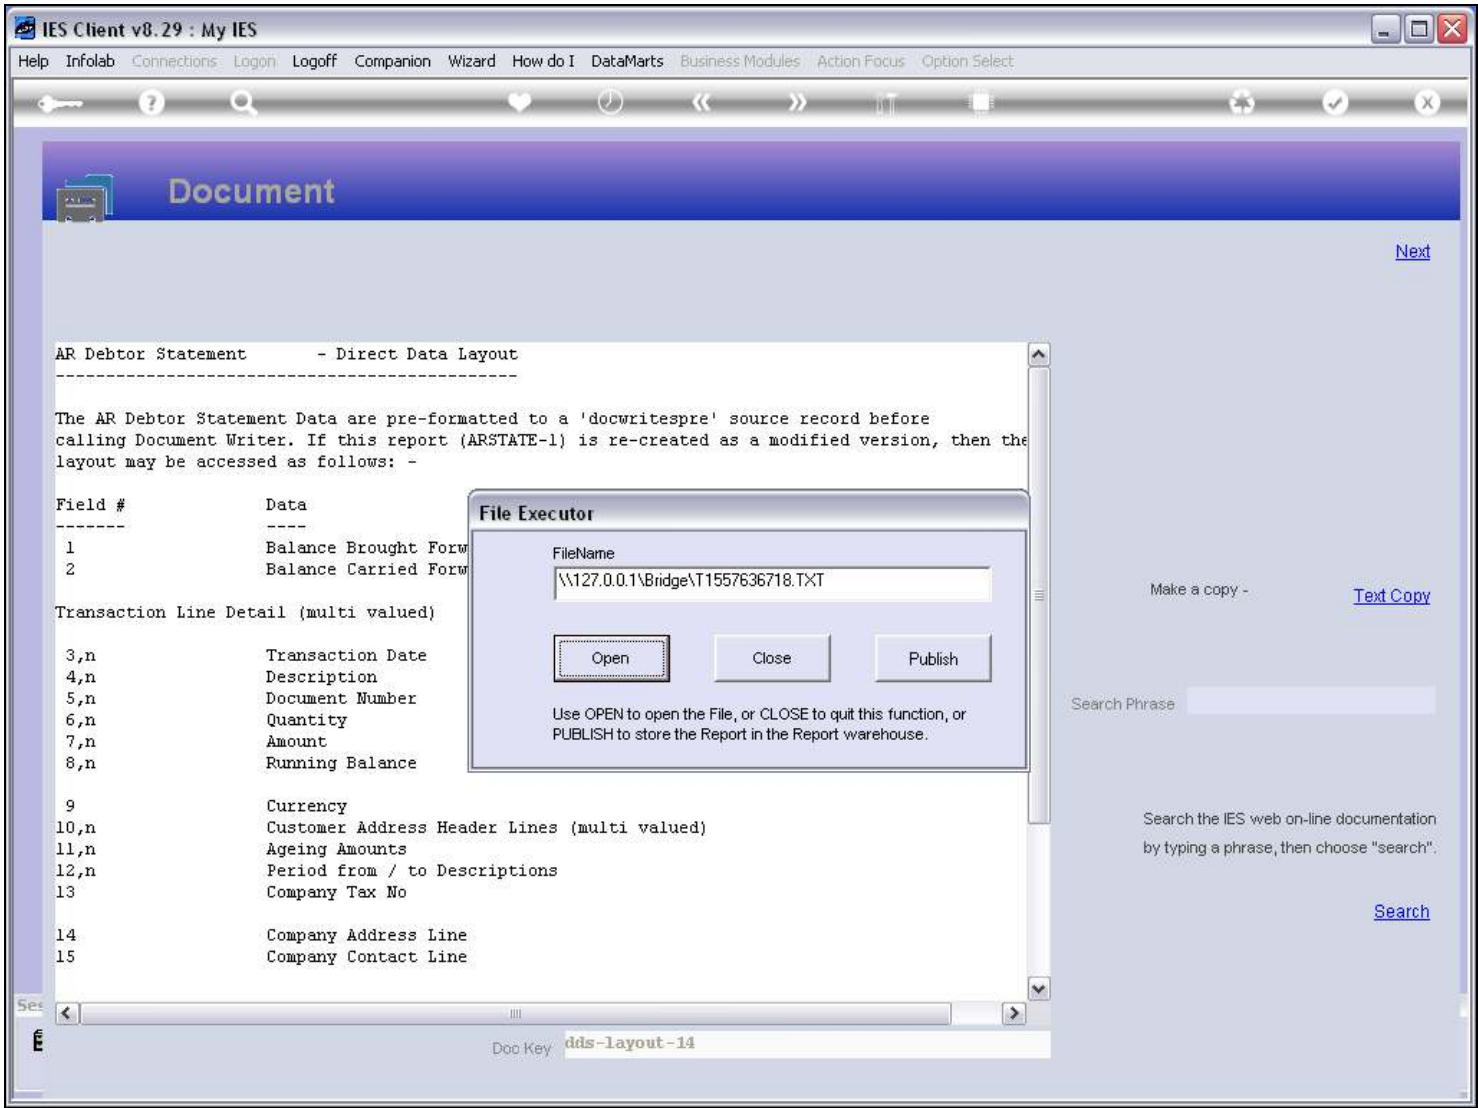 IES Client v8.29 : My IES
Help Infolab Connections Logon Logoff Companion Wizard How do I DataMarts Business Modules Action Focus Option Select
Document
Next
AR Debtor Statement - Direct Data Layout
----------------------------------------------
The AR Debtor Statement Data are pre-formatted to a 'docwritespre' source record before
calling Document Writer. If this report (ARSTATE-1) is re-created as a modified version, then the
layout may be accessed as follows: -
Field # Data
------- ----
1 Balance Brought Forw
2 Balance Carried Forw
Transaction Line Detail (multi valued)
3,n Transaction Date
4,n Description
5,n Document Number
6,n Quantity
7,n Amount
8,n Running Balance
9 Currency
10,n Customer Address Header Lines (multi valued)
11,n Ageing Amounts
12,n Period from / to Descriptions
13 Company Tax No
14 Company Address Line
15 Company Contact Line
File Executor
FileName
\\127.0.0.1\Bridge\T1557636718.TXT
Open Close Publish
Use OPEN to open the File, or CLOSE to quit this function, or
PUBLISH to store the Report in the Report warehouse.
Make a copy - Text Copy
Search Phrase
Search the IES web on-line documentation
by typing a phrase, then choose "search".
Search
Ses
Doc Key dds-layout-14